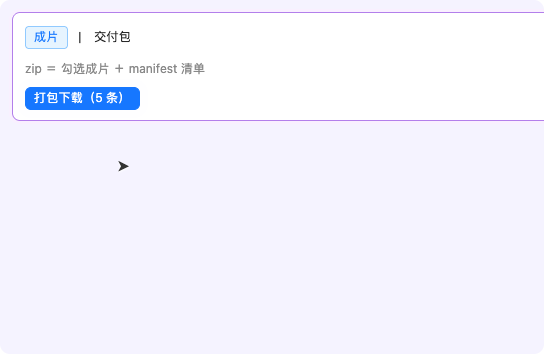 成片 | 交付包
zip = 勾选成片 + manifest 清单
打包下载（5 条）